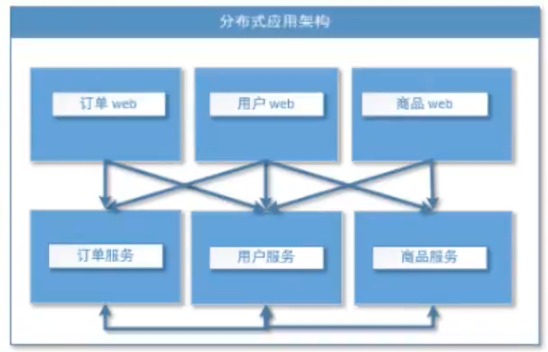 分布式应用架构
订单 web
用户 web
商品 web
订单服务
用户服务
商品服务